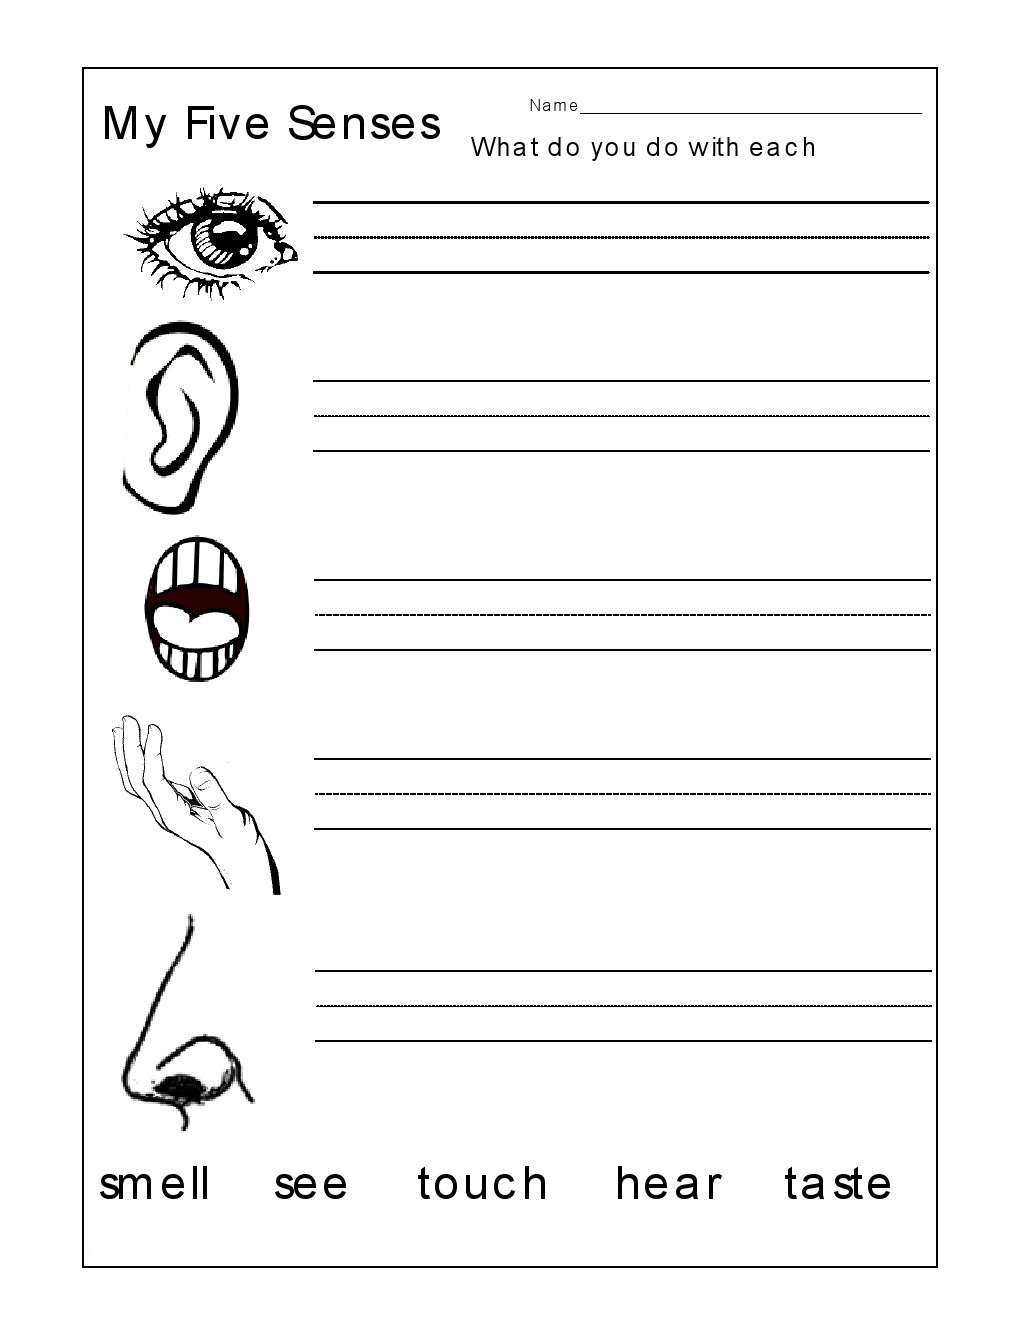 My Five Senses
Name
What do you do with each
smell see touch hear taste